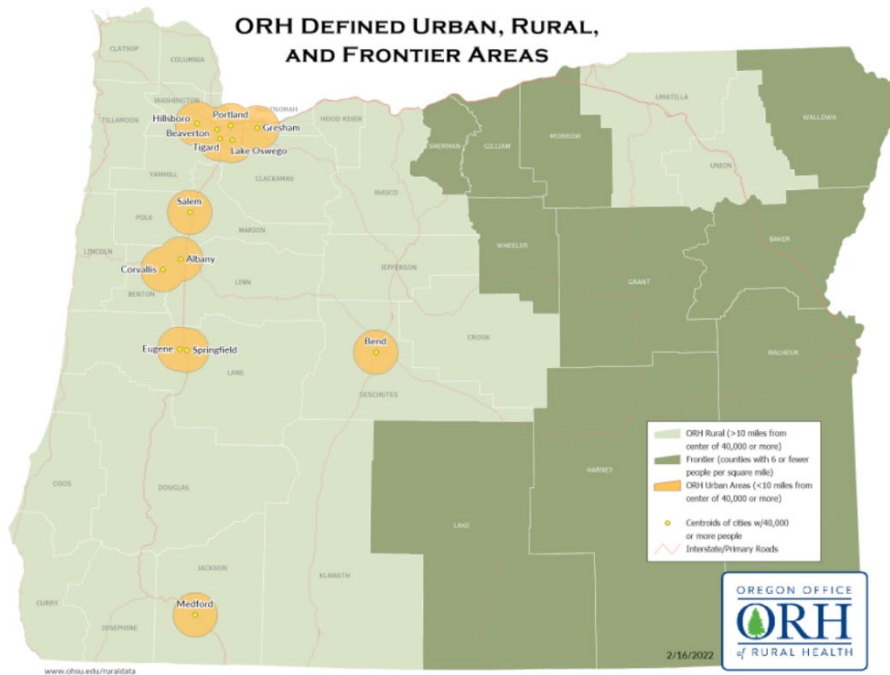 ORH DEFINED URBAN, RURAL,
AND FRONTIER AREAS
CLATSOP
COLUMBIA
WASHINGTON
TILLAMOOK
Hillsboro
Portland
Beaverton
Gresham
Tigard
Lake Oswego
HOOD RIVER
YAMHILL
CLACKAMAS
WASCO
SHERMAN
GILLIAM
MORROW
UMATILLA
WALLOWA
UNION
Salem
POLK
MARION
LINCOLN
Corvallis
Albany
BENTON
LINN
JEFFERSON
WHEELER
GRANT
BAKER
Eugene
Springfield
LANE
Bend
CROOK
DESCHUTES
MALHEUR
COOS
DOUGLAS
HARNEY
LAKE
CURRY
JACKSON
KLAMATH
Medford
JOSEPHINE
ORH Rural (>10 miles from
center of 40,000 or more)
Frontier (counties with 6 or fewer
people per square mile)
ORH Urban Areas (<10 miles from
center of 40,000 or more)
Centroids of cities w/40,000
or more people
Interstate/Primary Roads
OREGON OFFICE
ORH
of RURAL HEALTH
2/16/2022
www.ohsu.edu/ruraldata